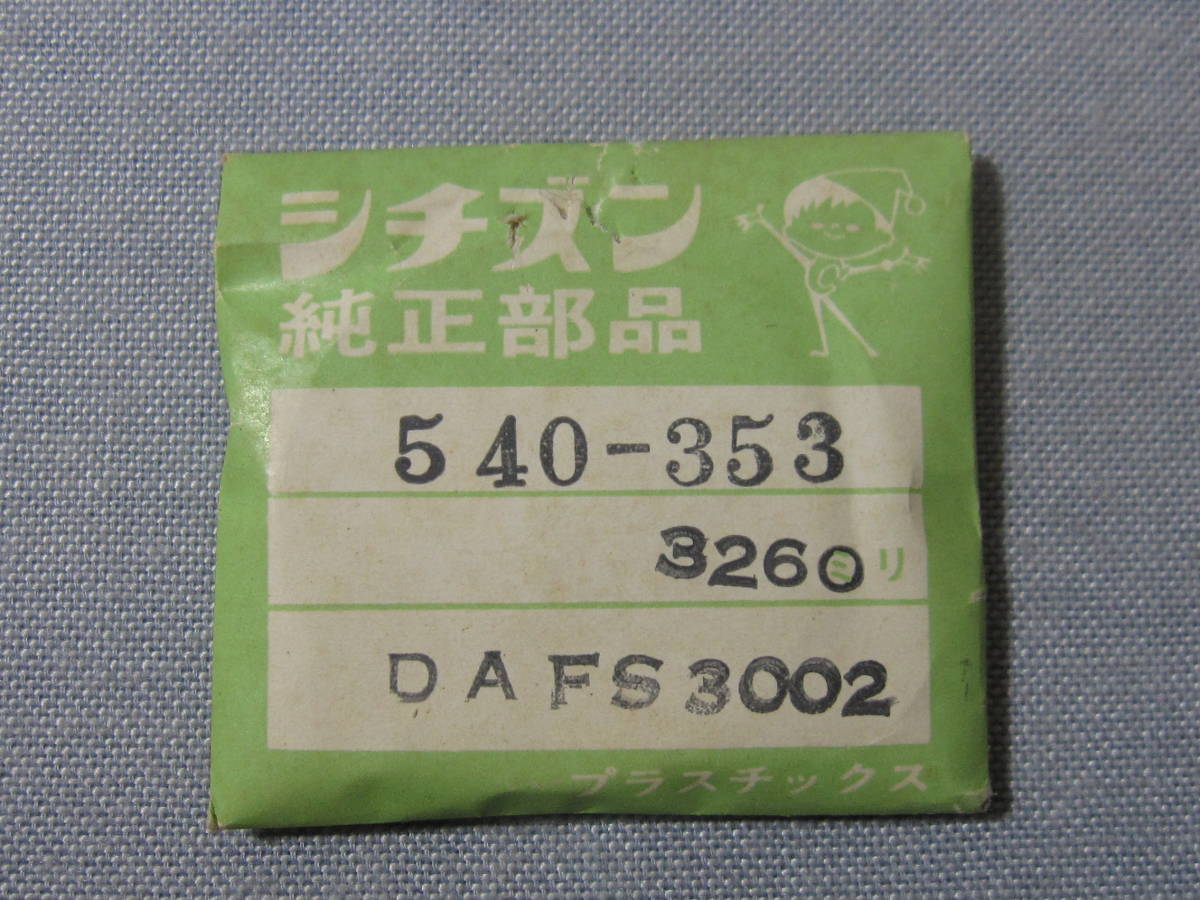 シチズン
純正部品
C
540-353
3260ミリ
DAFS3002
プラスチックス